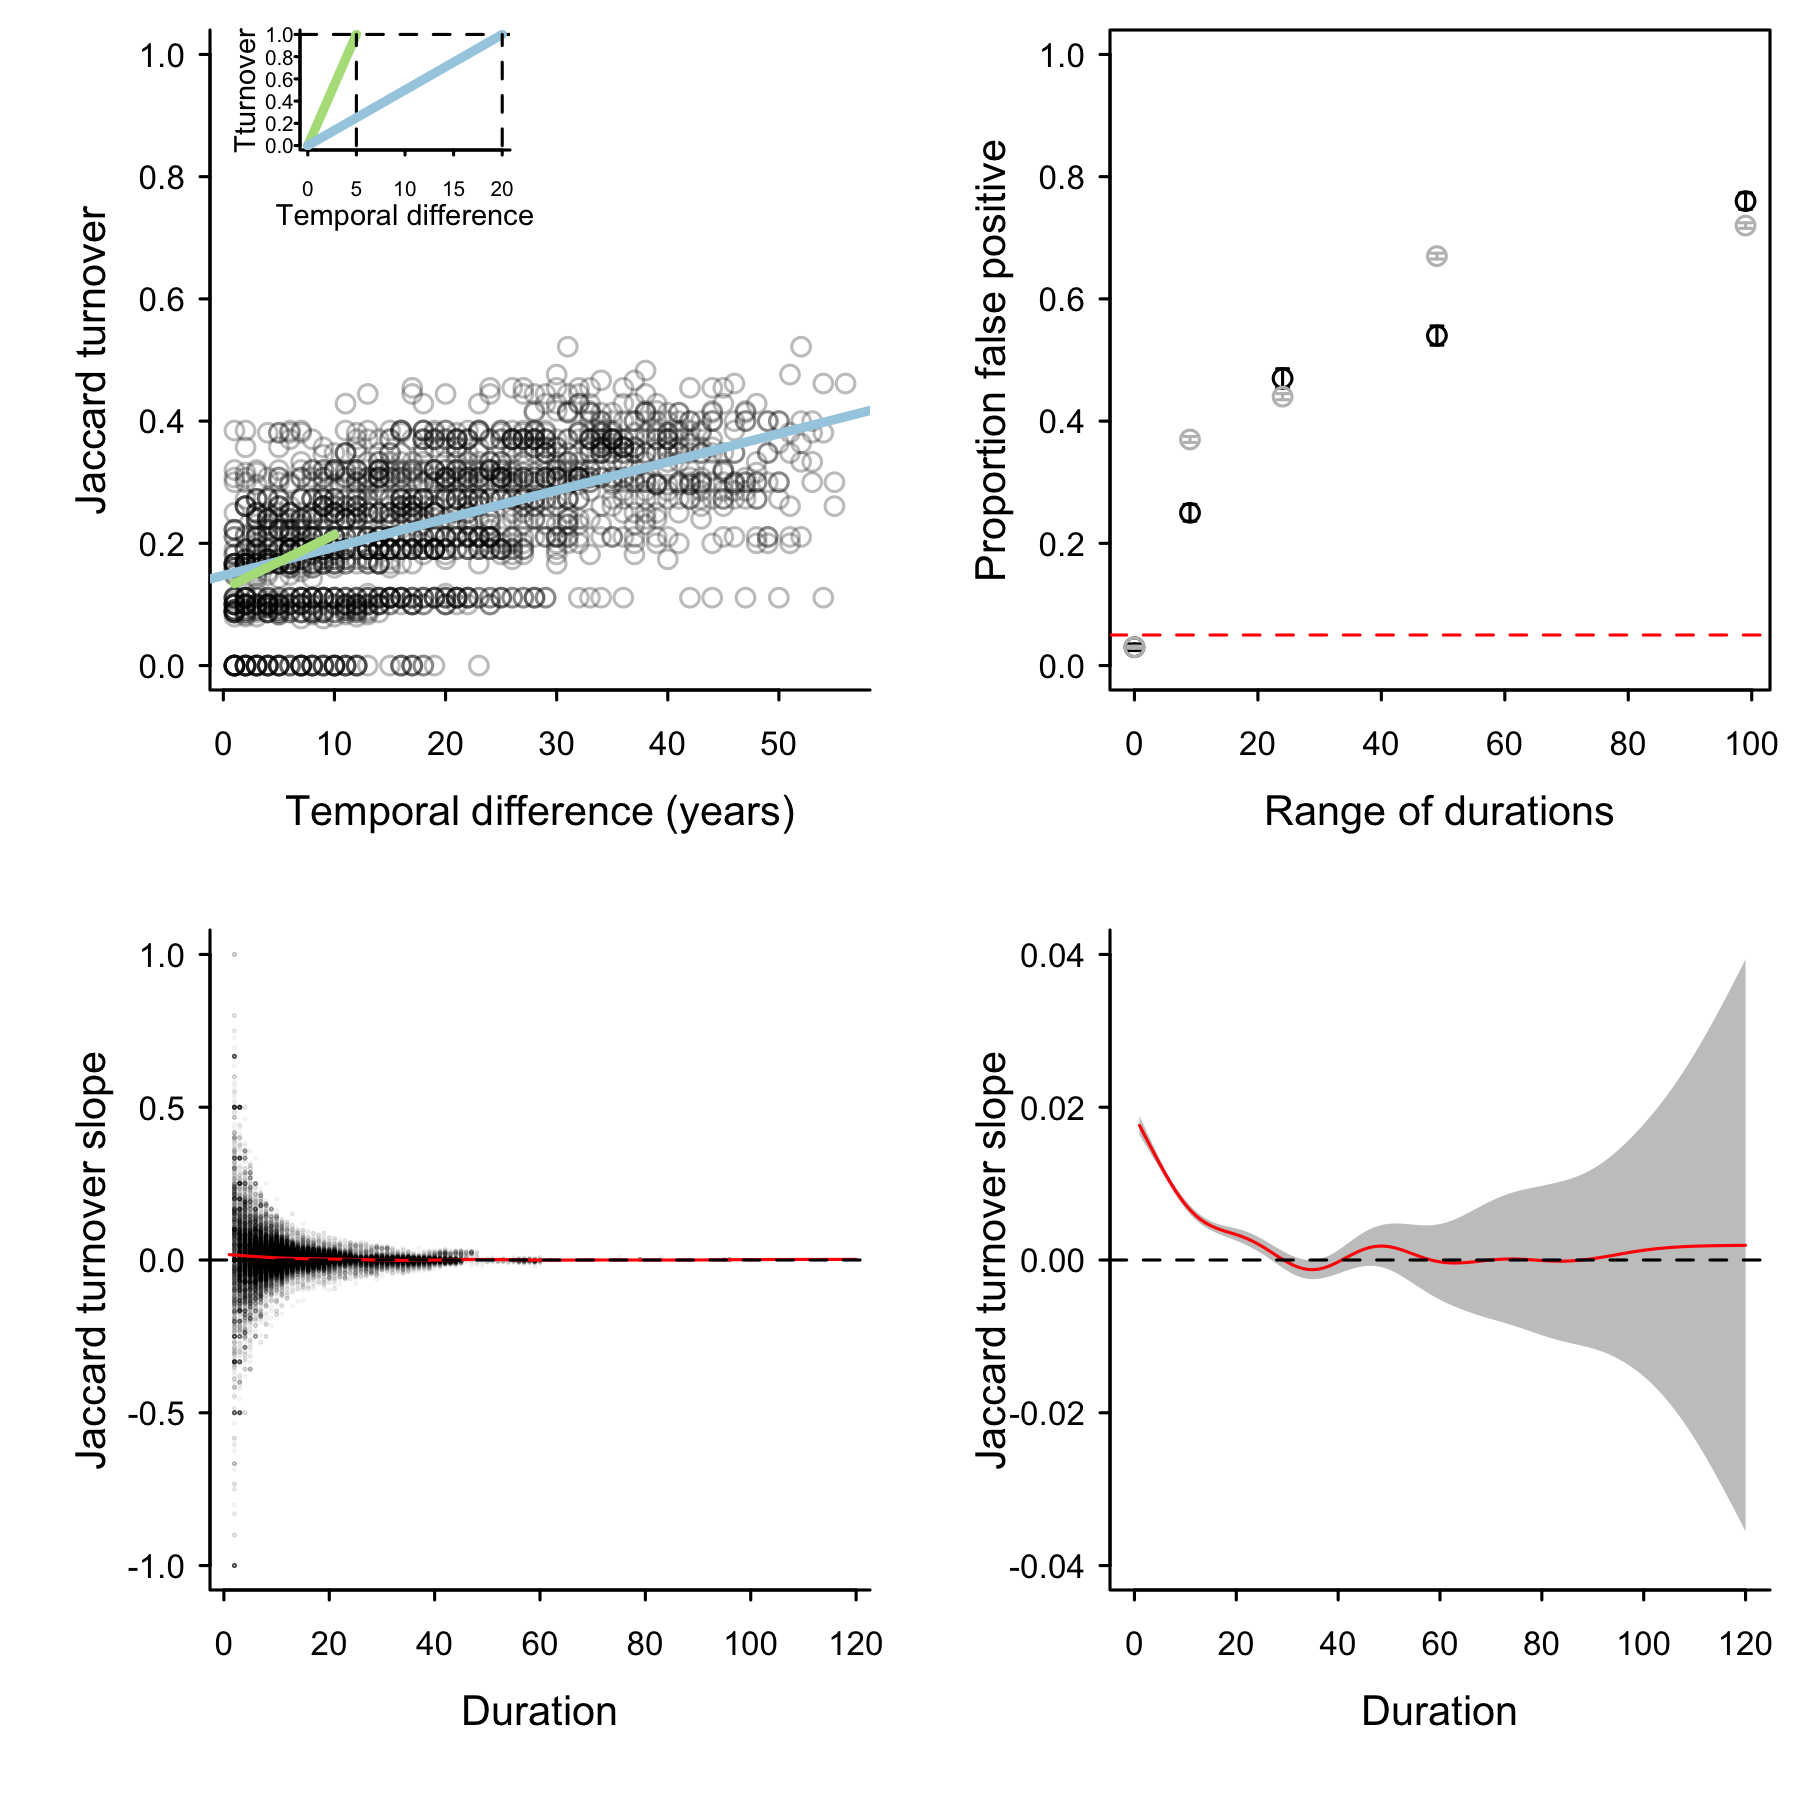 1.0
0.8
0.6
0.4
0.2
0.0
Jaccard turnover
0 10 20 30 40 50
Temporal difference (years)
1.0
0.8
0.6
0.4
0.2
0.0
Tturnover
0 5 10 15 20
Temporal difference
1.0
0.8
0.6
0.4
0.2
0.0
Proportion false positive
0 20 40 60 80 100
Range of durations
1.0
0.5
0.0
-0.5
-1.0
Jaccard turnover slope
0 20 40 60 80 100 120
Duration
0.04
0.02
0.00
-0.02
-0.04
Jaccard turnover slope
0 20 40 60 80 100 120
Duration